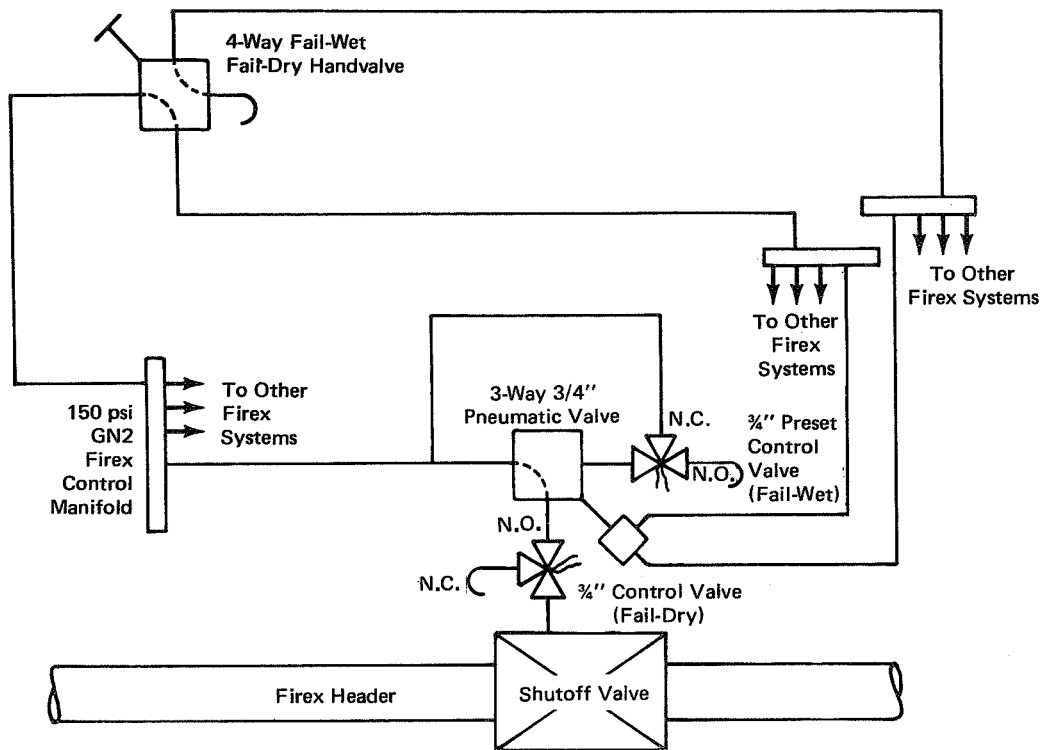 4-Way Fail-Wet
Fail-Dry Handvalve
To Other
Firex Systems
To Other
Firex
Systems
150 psi
GN2
Firex
Control
Manifold
To Other
Firex
Systems
3-Way 3/4"
Pneumatic Valve
N.C.
N.O.
¾" Preset
Control
Valve
(Fail-Wet)
N.O.
N.C.
¾" Control Valve
(Fail-Dry)
Firex Header
Shutoff Valve